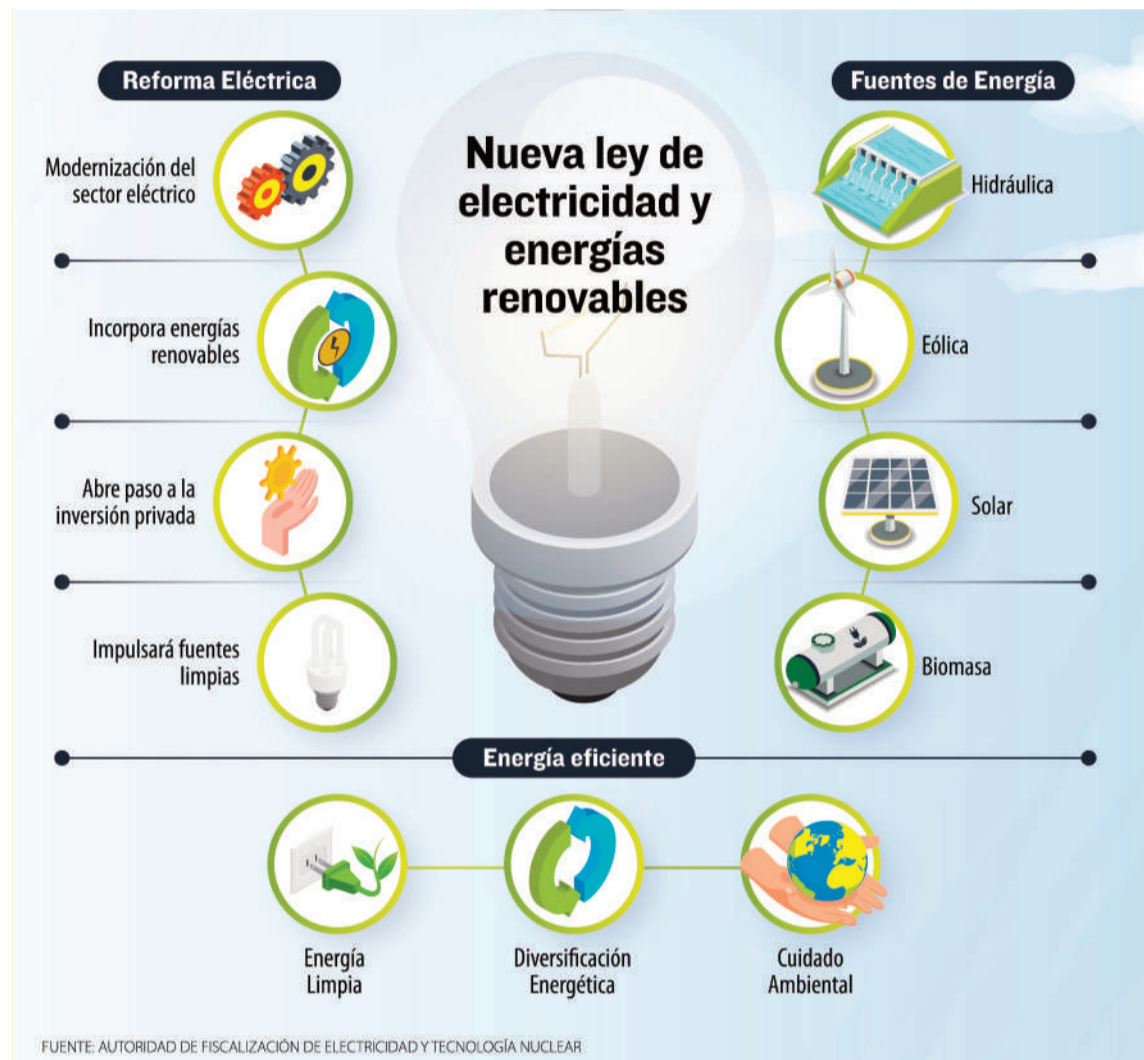 Nueva ley de
electricidad y
energías
renovables
Reforma Eléctrica
Modernización del
sector eléctrico
Incorpora energías
renovables
Abre paso a la
inversión privada
Impulsará fuentes
limpias
Fuentes de Energía
Hidráulica
Eólica
Solar
Biomasa
Energía eficiente
Energía
Limpia
Diversificación
Energética
Cuidado
Ambiental
FUENTE: AUTORIDAD DE FISCALIZACIÓN DE ELECTRICIDAD Y TECNOLOGÍA NUCLEAR